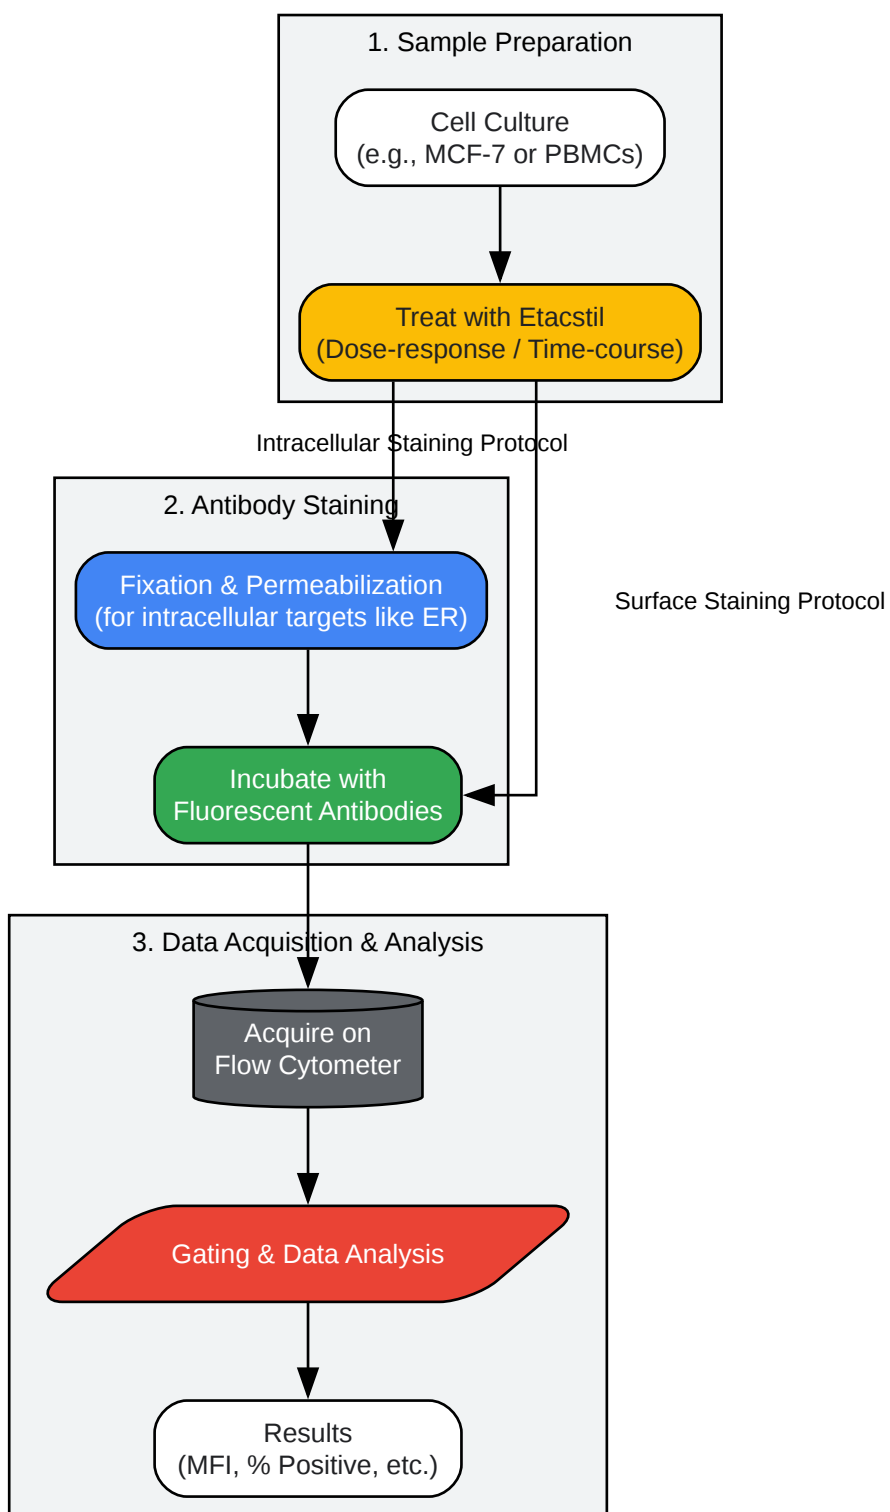 1. Sample Preparation
Cell Culture
(e.g., MCF-7 or PBMCs)
Treat with Etacstil
(Dose-response / Time-course)
Intracellular Staining Protocol
2. Antibody Staining
Fixation & Permeabilization
(for intracellular targets like ER)
Surface Staining Protocol
Incubate with
Fluorescent Antibodies
3. Data Acquisition & Analysis
Acquire on
Flow Cytometer
Gating & Data Analysis
Results
(MFI, % Positive, etc.)